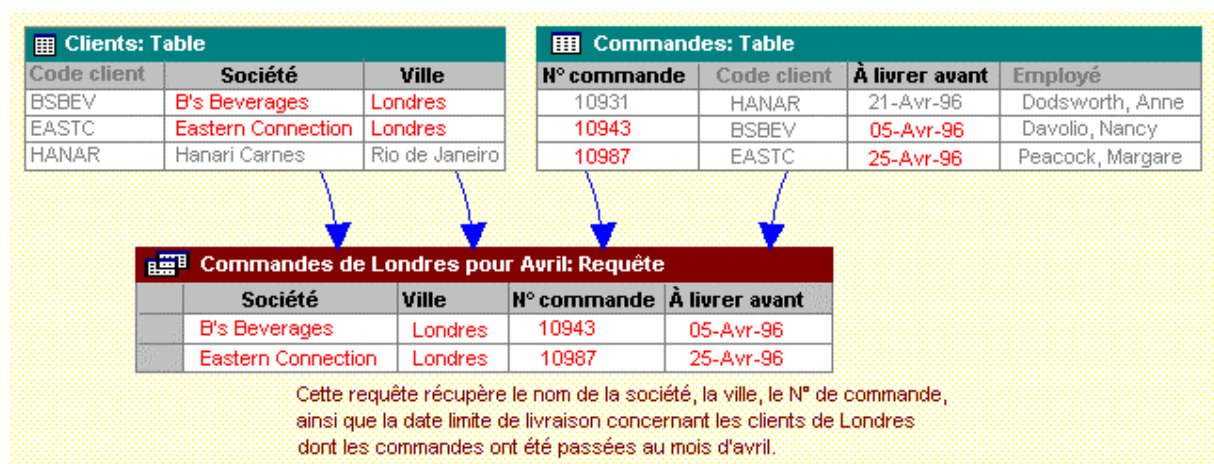 Clients: Table
Code client Société Ville
BSBEV B's Beverages Londres
EASTC Eastern Connection Londres
HANAR Hanari Carnes Rio de Janeiro
Commandes: Table
N° commande Code client À livrer avant Employé
10931 HANAR 21-Avr-96 Dodsworth, Anne
10943 BSBEV 05-Avr-96 Davolio, Nancy
10987 EASTC 25-Avr-96 Peacock, Margare
Commandes de Londres pour Avril: Requête
Société Ville N° commande À livrer avant
B's Beverages Londres 10943 05-Avr-96
Eastern Connection Londres 10987 25-Avr-96
Cette requête récupère le nom de la société, la ville, le N° de commande,
ainsi que la date limite de livraison concernant les clients de Londres
dont les commandes ont été passées au mois d'avril.